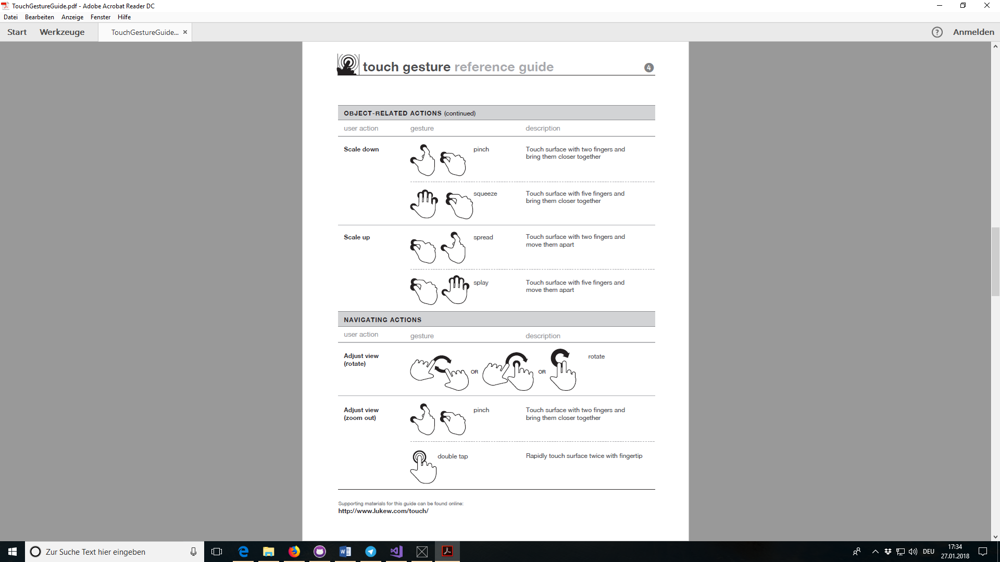 TouchGestureGuide.pdf - Adobe Acrobat Reader DC
Datei Bearbeiten Anzeige Fenster Hilfe
Start Werkzeuge TouchGestureGuide... × ? Anmelden
touch gesture reference guide 4
OBJECT-RELATED ACTIONS (continued)
user action gesture description
Scale down pinch Touch surface with two fingers and
bring them closer together
squeeze Touch surface with five fingers and
bring them closer together
Scale up spread Touch surface with two fingers and
move them apart
splay Touch surface with five fingers and
move them apart
NAVIGATING ACTIONS
user action gesture description
Adjust view rotate
(rotate)
OR OR
Adjust view pinch Touch surface with two fingers and
(zoom out) bring them closer together
double tap Rapidly touch surface twice with fingertip
Supporting materials for this guide can be found online:
http://www.lukew.com/touch/
Zur Suche Text hier eingeben DEU 17:34
27.01.2018